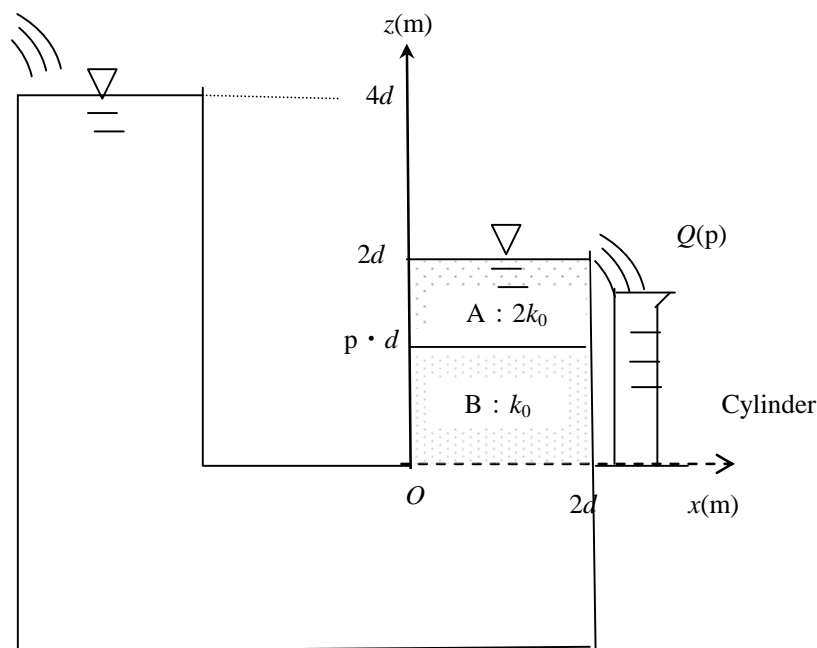 z(m)
4d
2d
Q(p)
A : 2k₀
p・d
B : k₀
Cylinder
O
2d
x(m)